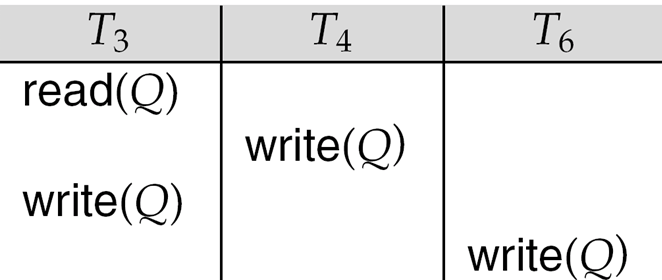 T₃ T₄ T₆
read(Q)
write(Q)
write(Q)
write(Q)